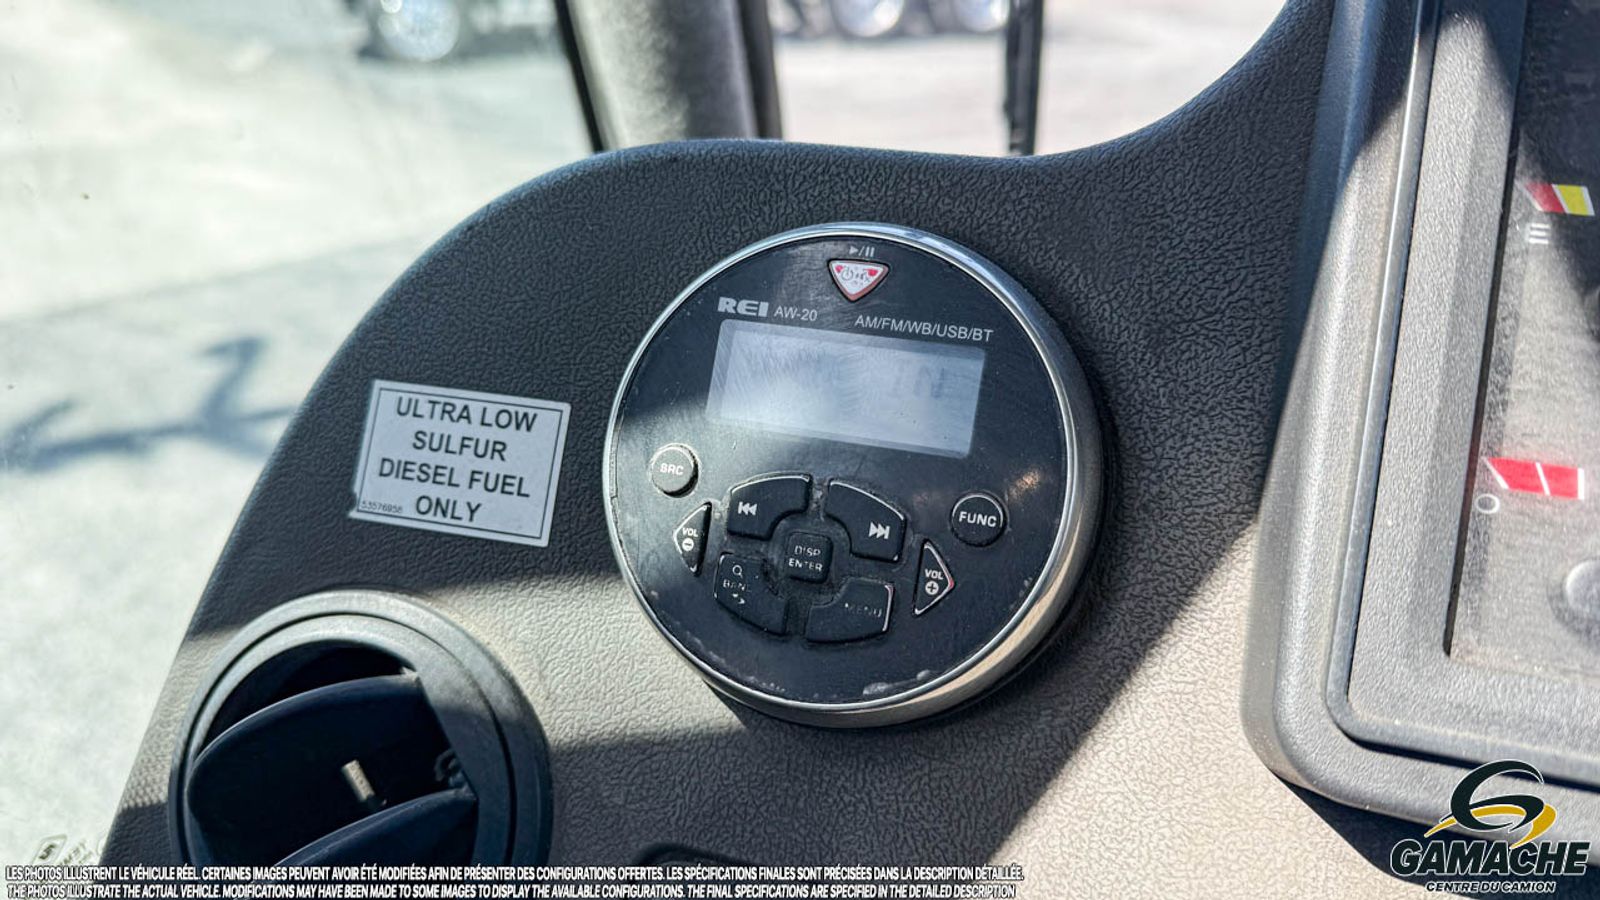 REI AW-20
AM/FM/WB/USB/BT
ULTRA LOW
SULFUR
DIESEL FUEL
ONLY
53576958
SRC
FUNC
VOL
DISP
ENTER
VOL
BAND
MENU
E
GAMACHE
CENTRE DU CAMION
LES PHOTOS ILLUSTRENT LE VÉHICULE RÉEL. CERTAINES IMAGES PEUVENT AVOIR ÉTÉ MODIFIÉES AFIN DE PRÉSENTER DES CONFIGURATIONS OFFERTES. LES SPÉCIFICATIONS FINALES SONT PRÉCISÉES DANS LA DESCRIPTION DÉTAILLÉE.
THE PHOTOS ILLUSTRATE THE ACTUAL VEHICLE. MODIFICATIONS MAY HAVE BEEN MADE TO SOME IMAGES TO DISPLAY THE AVAILABLE CONFIGURATIONS. THE FINAL SPECIFICATIONS ARE SPECIFIED IN THE DETAILED DESCRIPTION